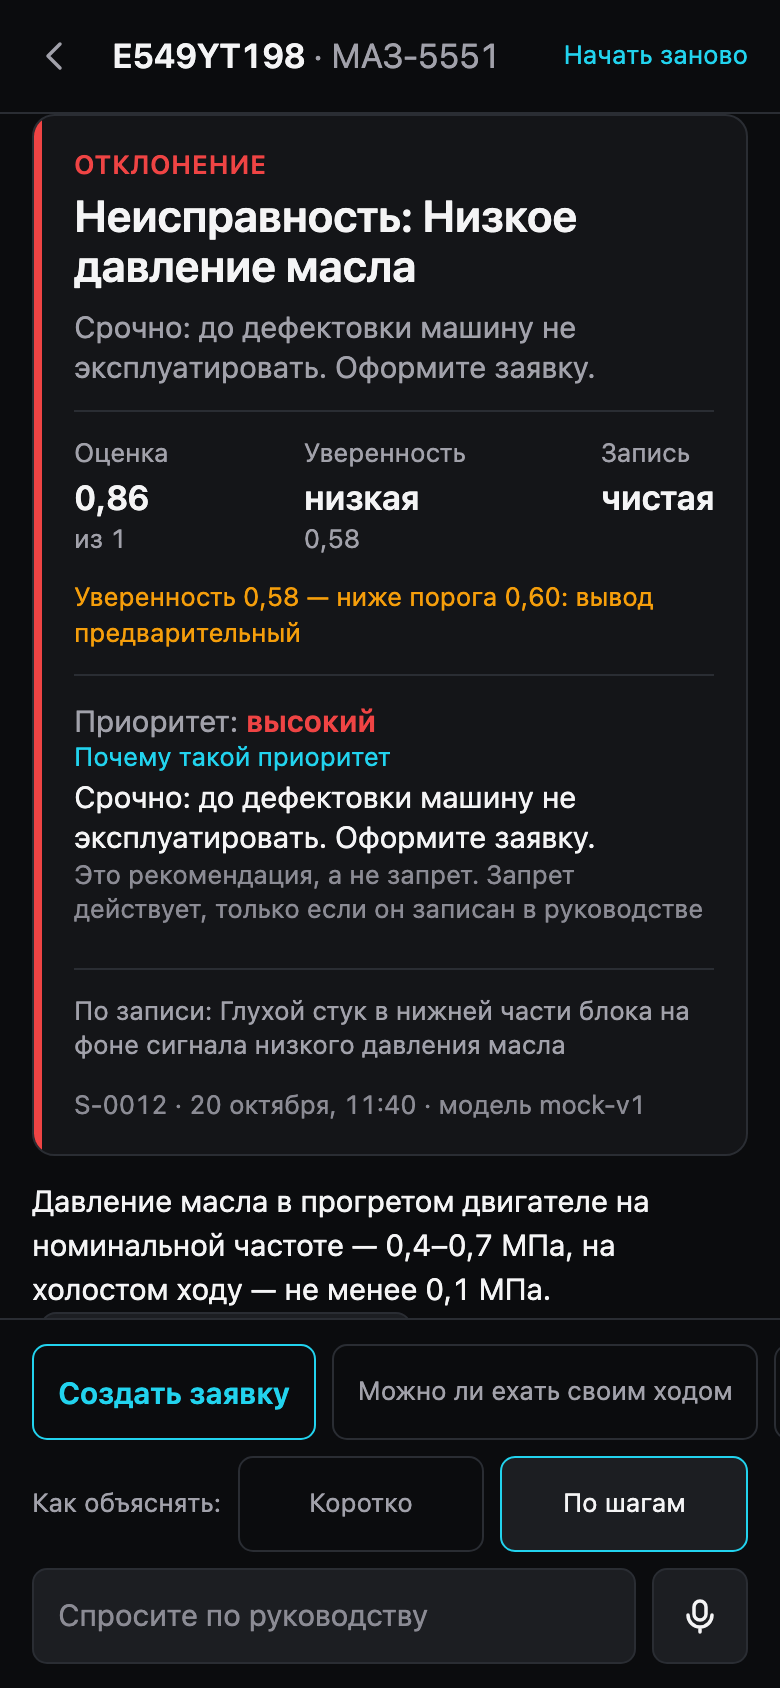 E549YT198 · МАЗ-5551
Начать заново
ОТКЛОНЕНИЕ
Неисправность: Низкое
давление масла
Срочно: до дефектовки машину не
эксплуатировать. Оформите заявку.
Оценка
0,86
из 1
Уверенность
низкая
0,58
Запись
чистая
Уверенность 0,58 — ниже порога 0,60: вывод
предварительный
Приоритет: высокий
Почему такой приоритет
Срочно: до дефектовки машину не
эксплуатировать. Оформите заявку.
Это рекомендация, а не запрет. Запрет
действует, только если он записан в руководстве
По записи: Глухой стук в нижней части блока на
фоне сигнала низкого давления масла
S-0012 · 20 октября, 11:40 · модель mock-v1
Давление масла в прогретом двигателе на
номинальной частоте — 0,4–0,7 МПа, на
холостом ходу — не менее 0,1 МПа.
Создать заявку
Можно ли ехать своим ходом
Как объяснять:
Коротко
По шагам
Спросите по руководству